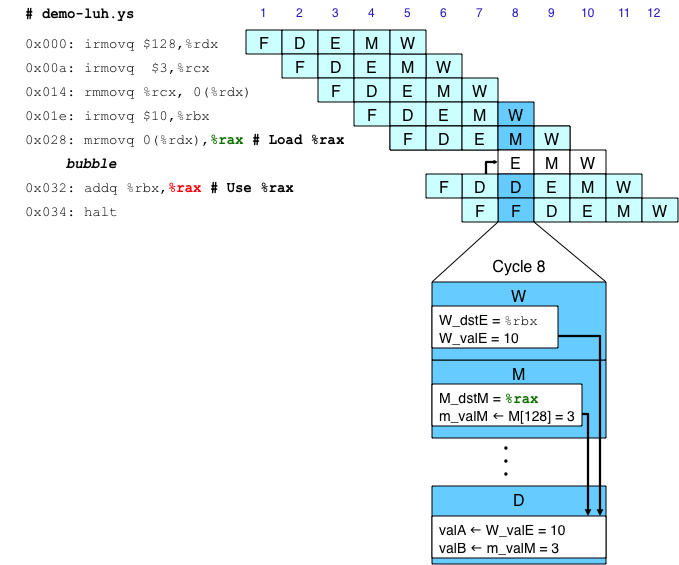 # demo-luh.ys 1 2 3 4 5 6 7 8 9 10 11 12
0x000: irmovq $128,%rdx F D E M W
0x00a: irmovq $3,%rcx F D E M W
0x014: rmmovq %rcx, 0(%rdx) F D E M W
0x01e: irmovq $10,%rbx F D E M W
0x028: mrmovq 0(%rdx),%rax # Load %rax F D E M W
bubble E M W
0x032: addq %rbx,%rax # Use %rax F D D E M W
0x034: halt F F D E M W
Cycle 8
W
W_dstE = %rbx
W_valE = 10
M
M_dstM = %rax
m_valM ← M[128] = 3
D
valA ← W_valE = 10
valB ← m_valM = 3